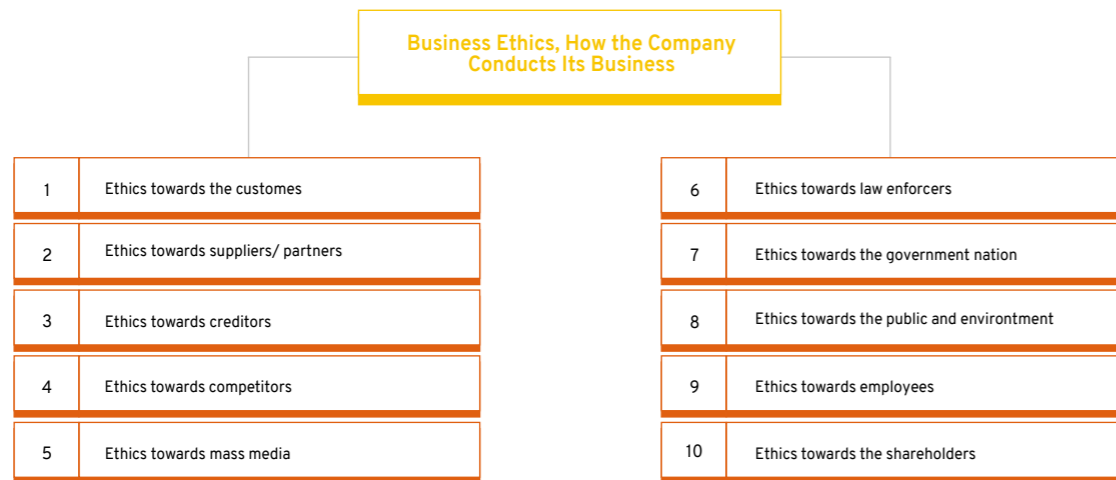 Business Ethics, How the Company
Conducts Its Business
1 Ethics towards the customes
2 Ethics towards suppliers/ partners
3 Ethics towards creditors
4 Ethics towards competitors
5 Ethics towards mass media
6 Ethics towards law enforcers
7 Ethics towards the government nation
8 Ethics towards the public and environtment
9 Ethics towards employees
10 Ethics towards the shareholders